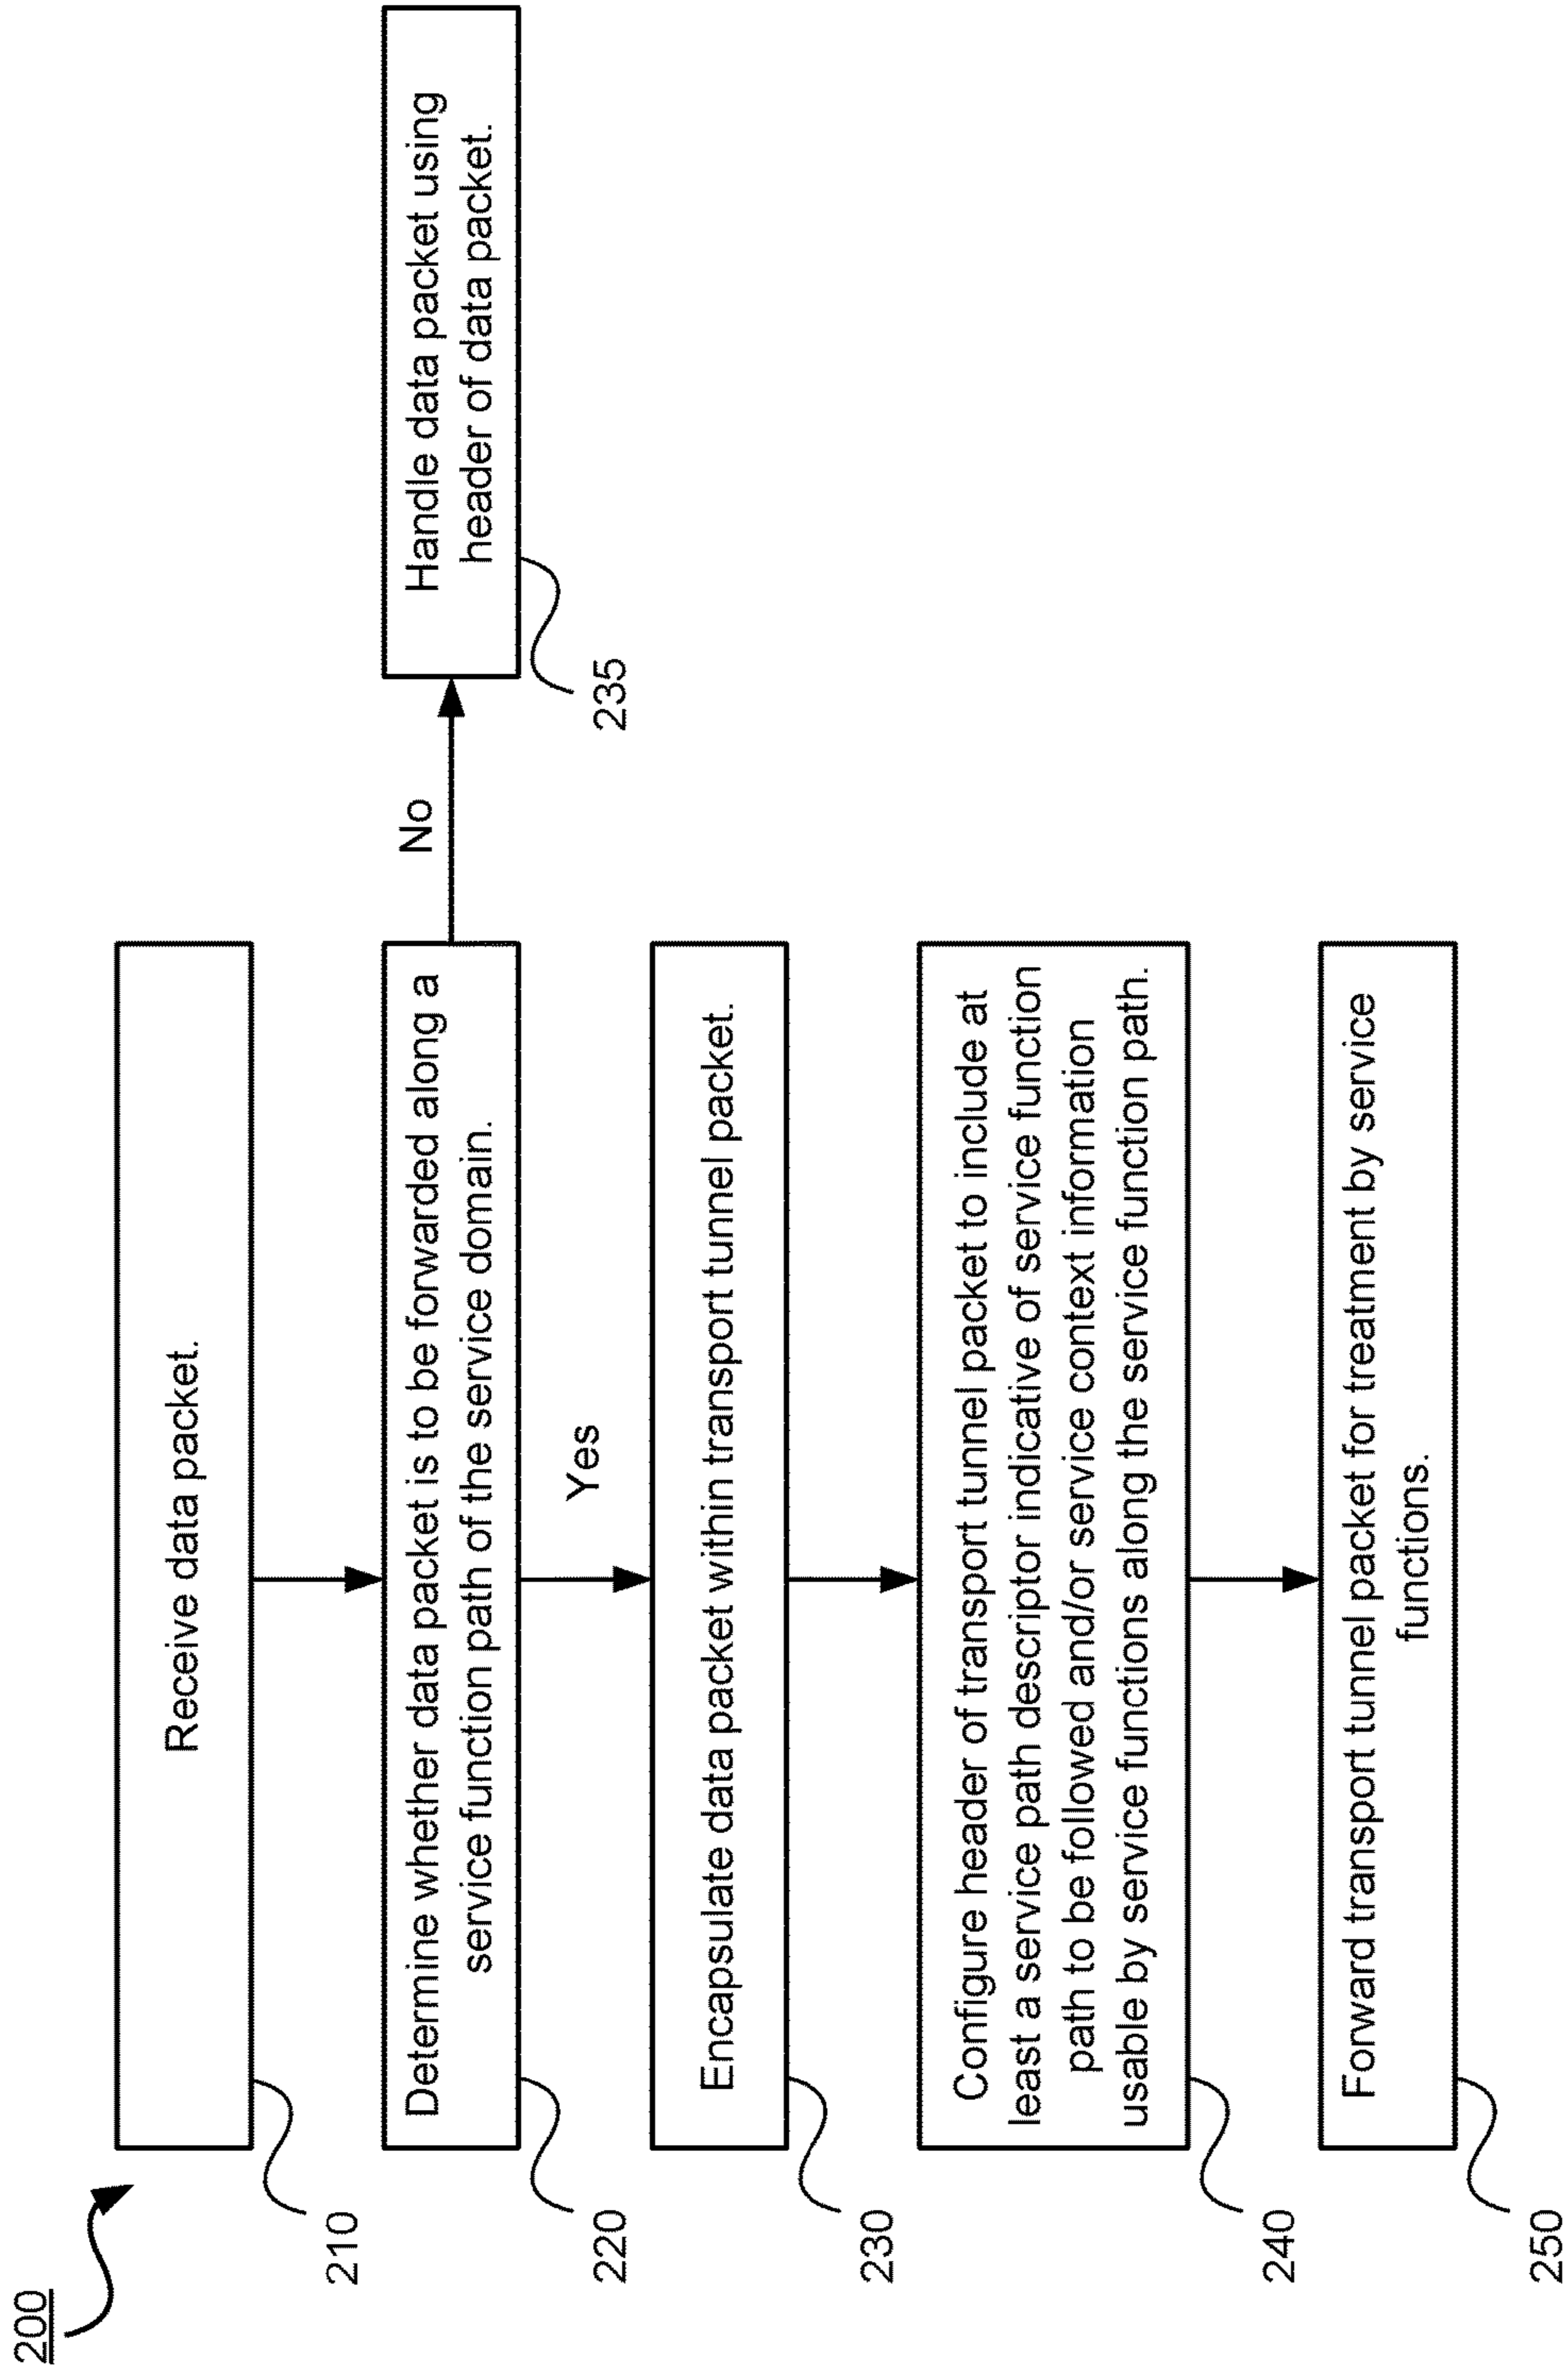 200
Receive data packet.
210
Determine whether data packet is to be forwarded along a
service function path of the service domain.
220
No
Handle data packet using
header of data packet.
235
Yes
Encapsulate data packet within transport tunnel packet.
230
Configure header of transport tunnel packet to include at
least a service path descriptor indicative of service function
path to be followed and/or service context information
usable by service functions along the service function path.
240
Forward transport tunnel packet for treatment by service
functions.
250